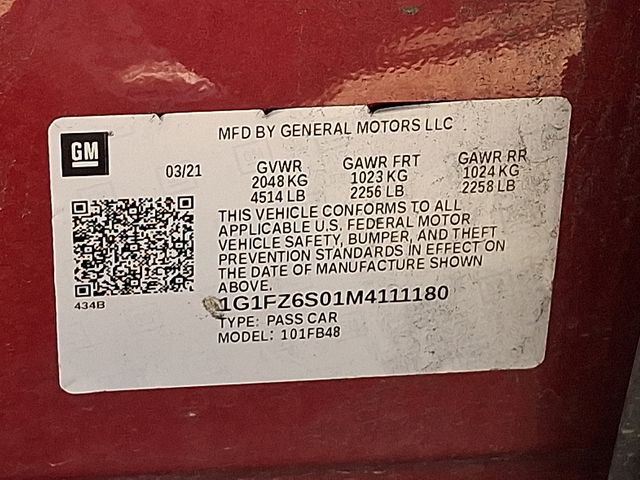 MFD BY GENERAL MOTORS LLC
GM
03/21
GVWR GAWR FRT GAWR RR
2048 KG 1023 KG 1024 KG
4514 LB 2256 LB 2258 LB
THIS VEHICLE CONFORMS TO ALL
APPLICABLE U.S. FEDERAL MOTOR
VEHICLE SAFETY, BUMPER, AND THEFT
PREVENTION STANDARDS IN EFFECT ON
THE DATE OF MANUFACTURE SHOWN
ABOVE.
434B
1G1FZ6S01M4111180
TYPE: PASS CAR
MODEL: 101FB48